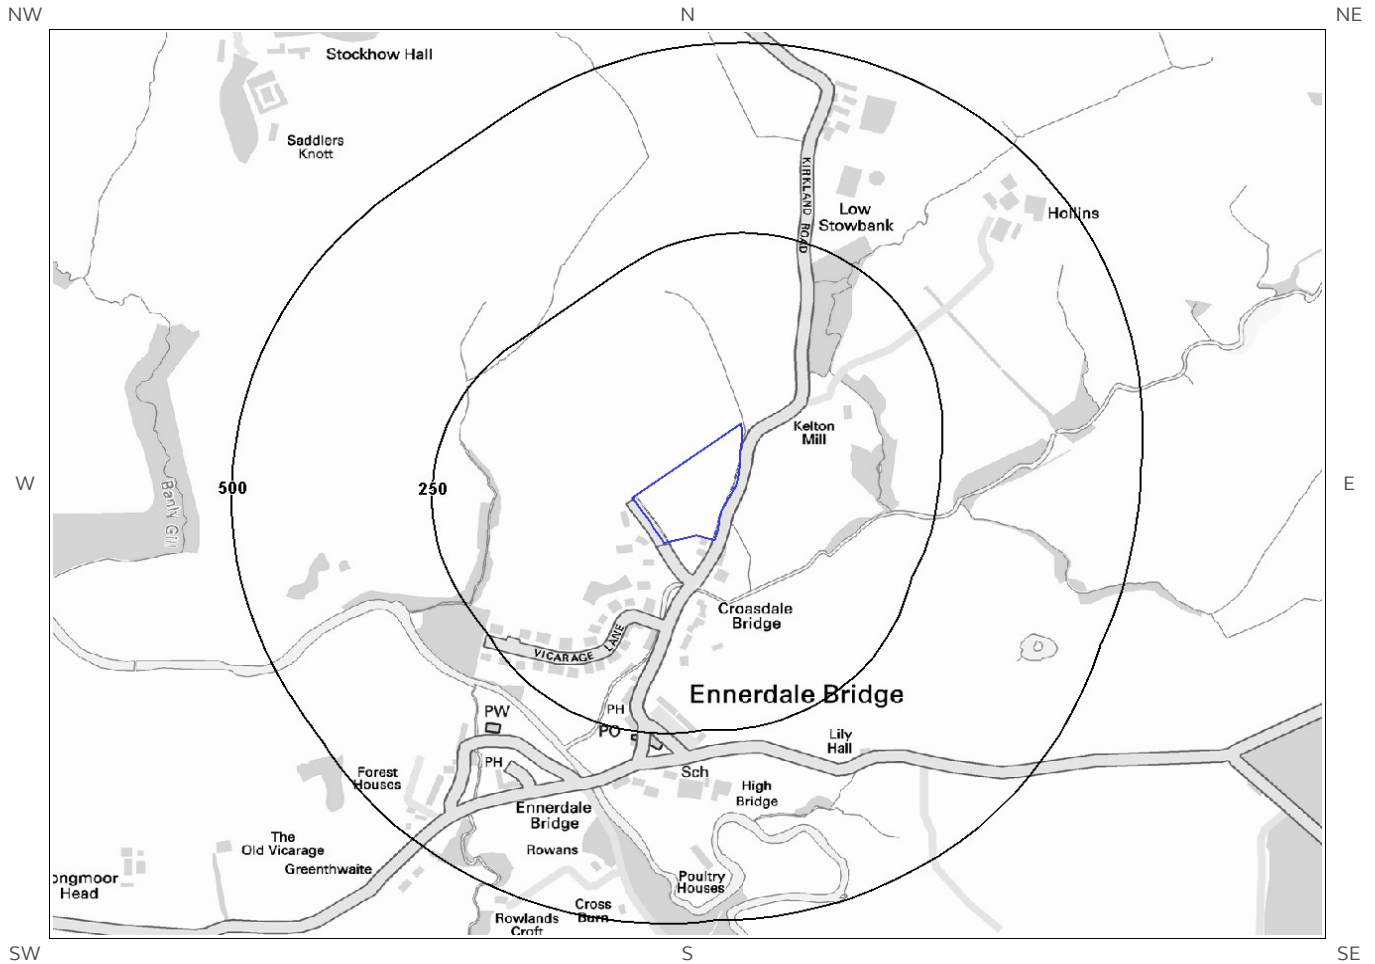 NW
N
NE
Stockhow Hall
Saddlers
Knott
KIRKLAND ROAD
Low
Stowbank
Hollins
Kelton
Mill
W
500
250
E
Banly Gill
Croasdale
Bridge
VICARAGE LANE
Ennerdale Bridge
PW
PH
PO
Lily
Hall
PH
Sch
Forest
Houses
High
Bridge
Ennerdale
Bridge
The
Old Vicarage
Rowans
Greenthwaite
ongmoor
Head
Poultry
Houses
Cross
Burn
Rowlands
Croft
SW
S
SE